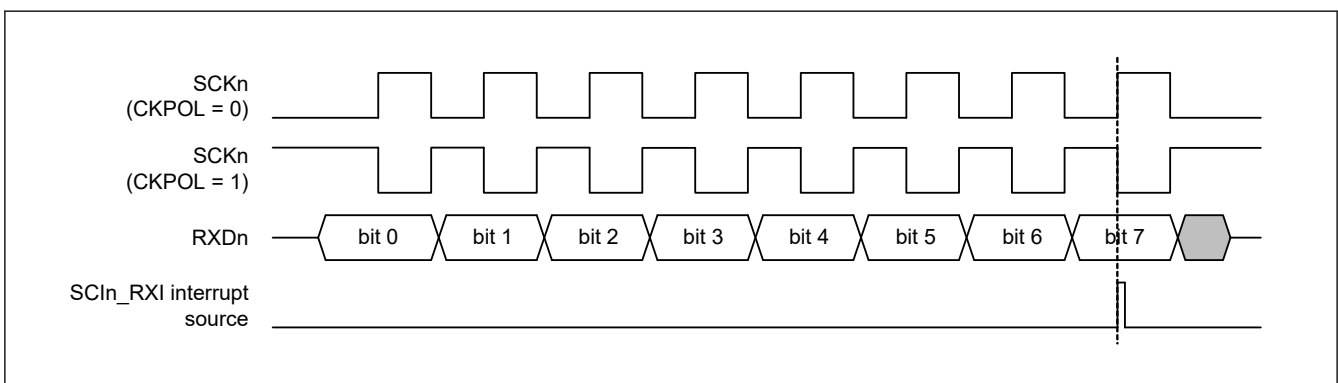 SCKn
(CKPOL = 0)
SCKn
(CKPOL = 1)
RXDn
bit 0 bit 1 bit 2 bit 3 bit 4 bit 5 bit 6 bit 7
SCIn_RXI interrupt
source